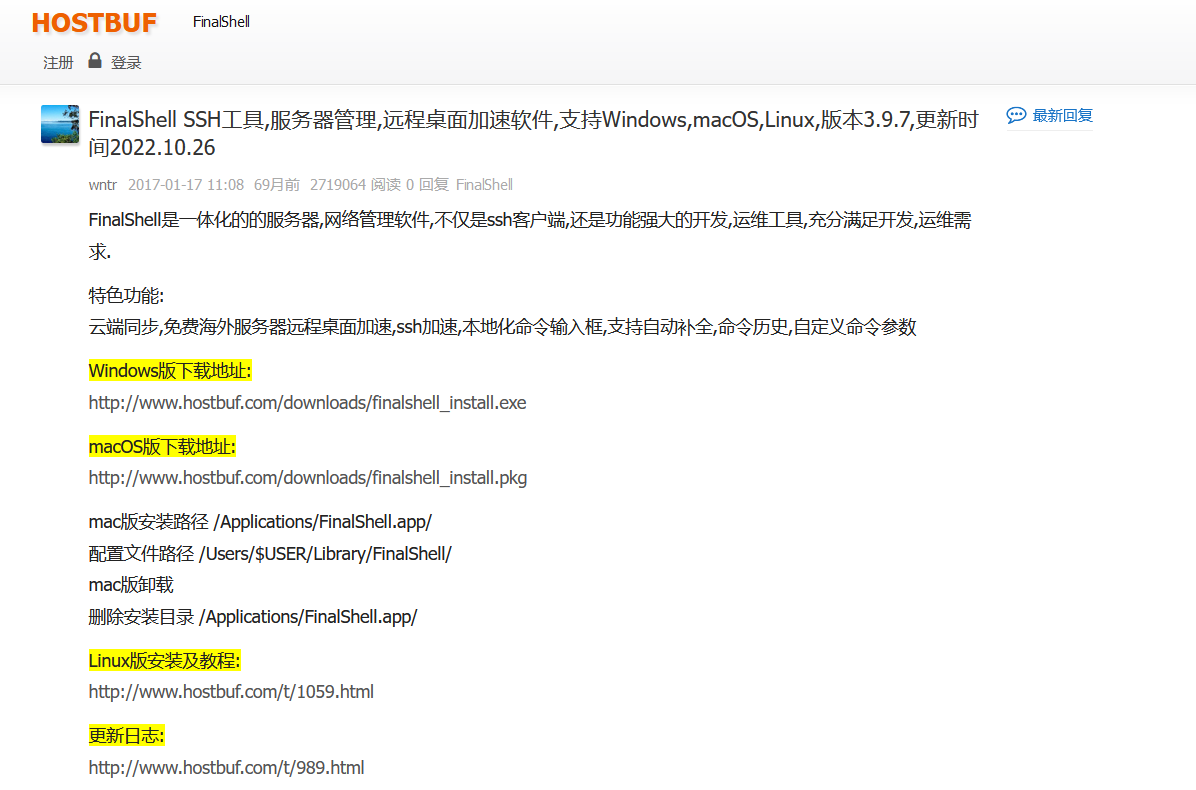 HOSTBUF
FinalShell
注册 登录
FinalShell SSH工具,服务器管理,远程桌面加速软件,支持Windows,macOS,Linux,版本3.9.7,更新时
间2022.10.26
最新回复
wntr 2017-01-17 11:08 69月前 2719064 阅读 0 回复 FinalShell
FinalShell是一体化的的服务器,网络管理软件,不仅是ssh客户端,还是功能强大的开发,运维工具,充分满足开发,运维需
求.
特色功能:
云端同步,免费海外服务器远程桌面加速,ssh加速,本地化命令输入框,支持自动补全,命令历史,自定义命令参数
Windows版下载地址:
http://www.hostbuf.com/downloads/finalshell_install.exe
macOS版下载地址:
http://www.hostbuf.com/downloads/finalshell_install.pkg
mac版安装路径 /Applications/FinalShell.app/
配置文件路径 /Users/$USER/Library/FinalShell/
mac版卸载
删除安装目录 /Applications/FinalShell.app/
Linux版安装及教程:
http://www.hostbuf.com/t/1059.html
更新日志:
http://www.hostbuf.com/t/989.html